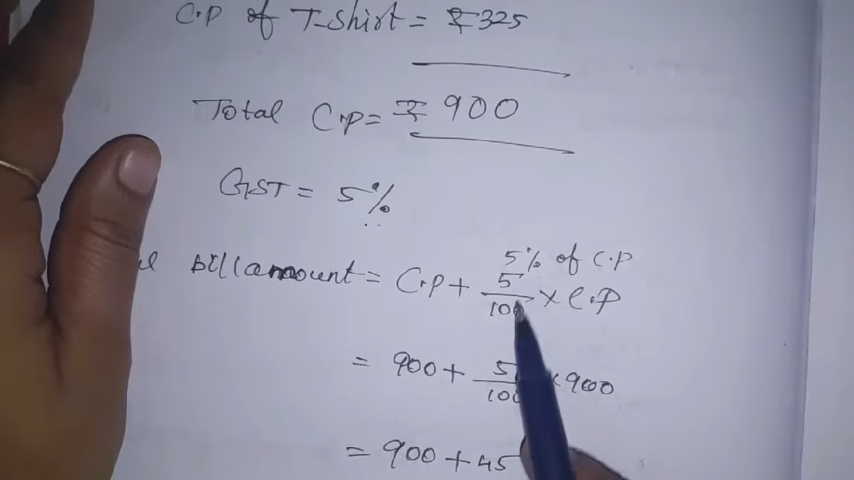 C.P of T-Shirt = ₹325
Total C.p = ₹ 900
GST = 5%
bill amount = C.P + 5/100 × C.P
5% of C.P
= 900 + 5/100 × 900
= 900 + 45